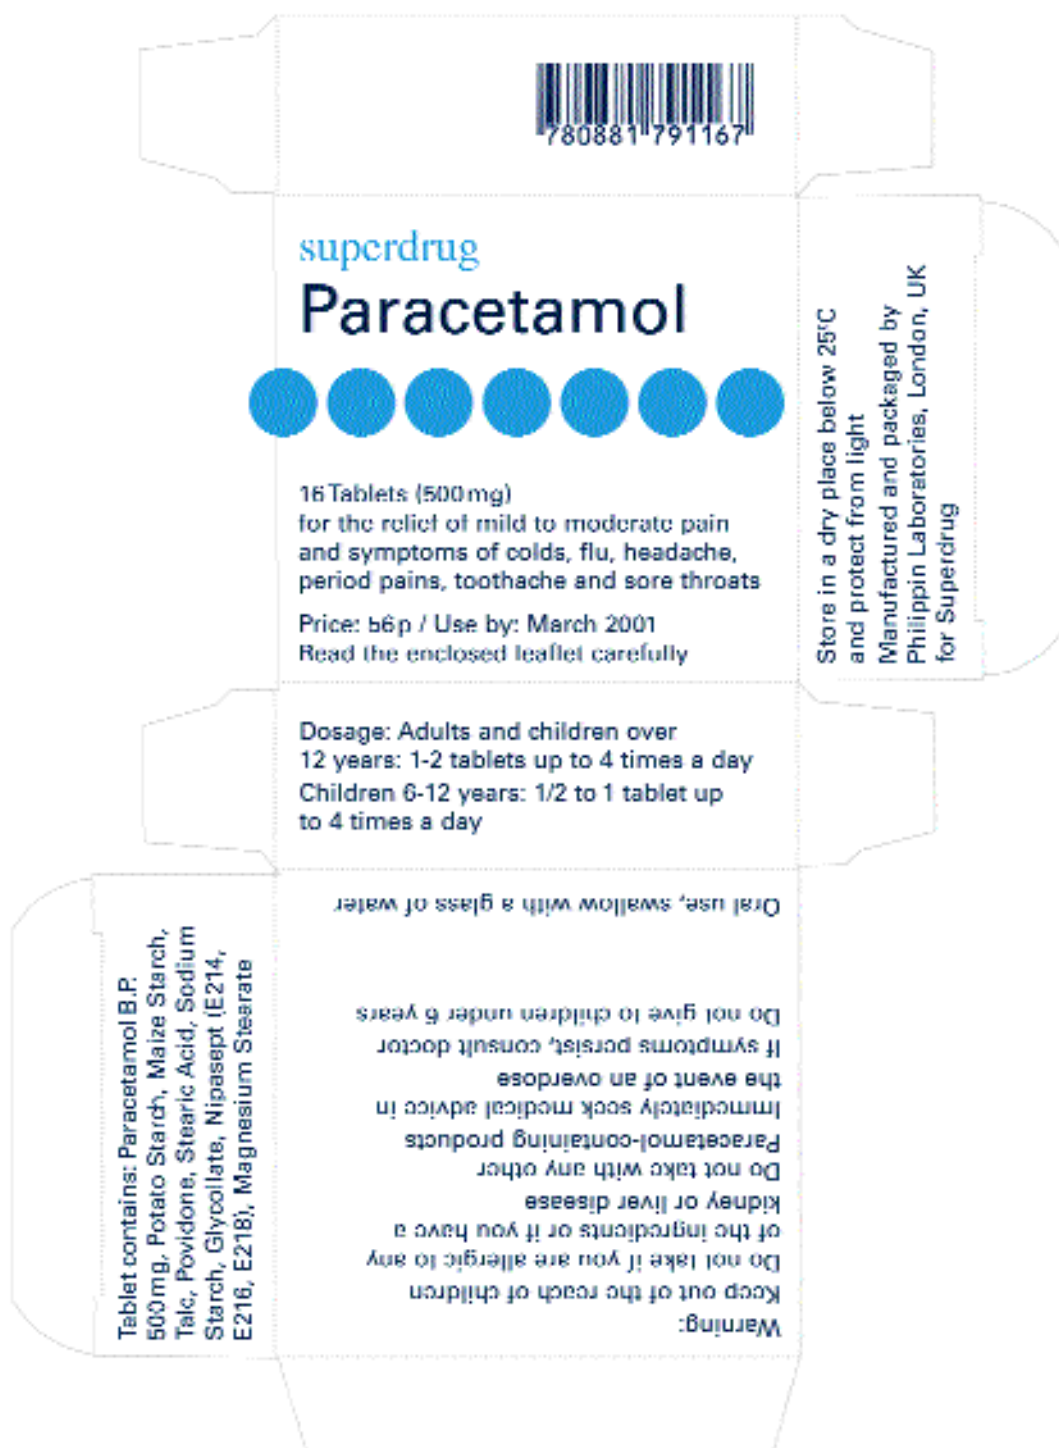 780881 791167
superdrug
Paracetamol
16 Tablets (500mg)
for the relief of mild to moderate pain
and symptoms of colds, flu, headache,
period pains, toothache and sore throats
Price: 56p / Use by: March 2001
Read the enclosed leaflet carefully
Store in a dry place below 25°C
and protect from light
Manufactured and packaged by
Philippin Laboratories, London, UK
for Superdrug
Dosage: Adults and children over
12 years: 1-2 tablets up to 4 times a day
Children 6-12 years: 1/2 to 1 tablet up
to 4 times a day
Tablet contains: Paracetamol B.P.
500mg, Potato Starch, Maize Starch,
Talc, Povidone, Stearic Acid, Sodium
Starch, Glycollate, Nipasept (E214,
E216, E218), Magnesium Stearate
Warning:
Keep out of the reach of children
Do not take if you are allergic to any
of the ingredients or if you have a
kidney or liver disease
Do not take with any other
Paracetamol-containing products
Immediately seek medical advice in
the event of an overdose
If symptoms persist, consult doctor
Do not give to children under 6 years
Oral use, swallow with a glass of water